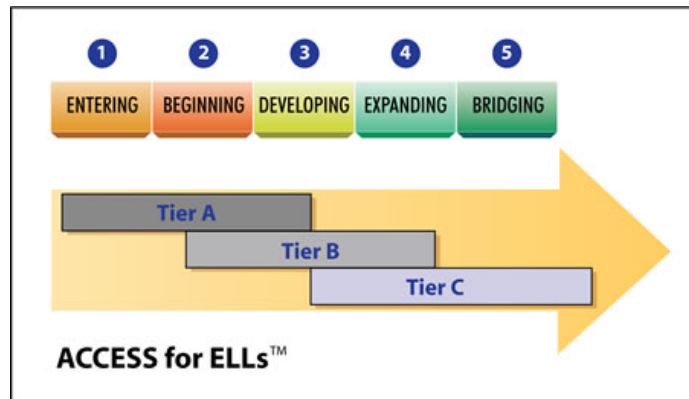 1 2 3 4 5
ENTERING BEGINNING DEVELOPING EXPANDING BRIDGING
Tier A
Tier B
Tier C
ACCESS for ELLs™